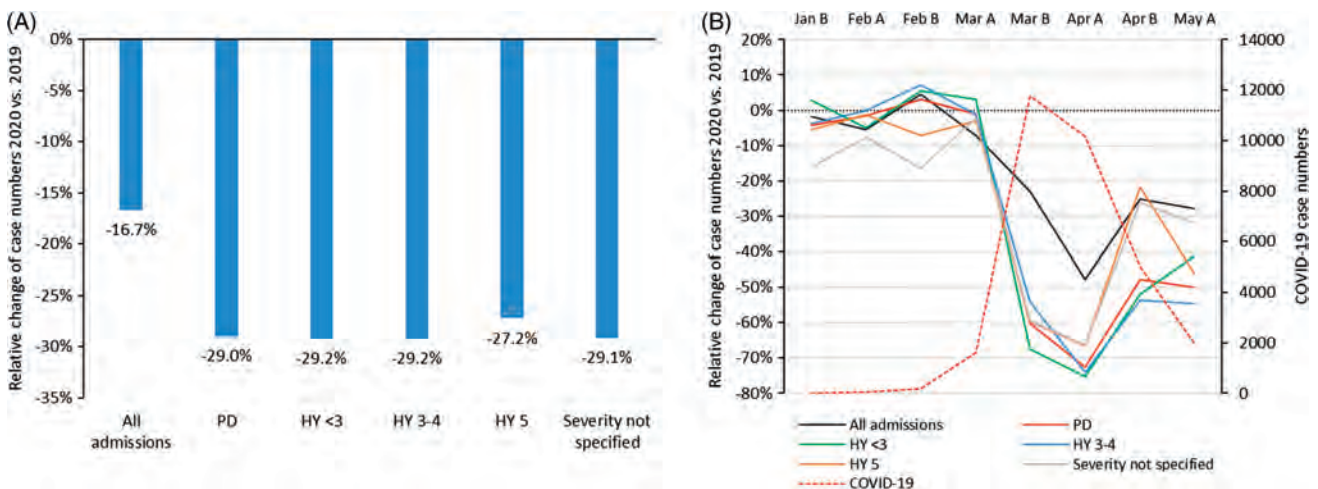 (A)
Relative change of case numbers 2020 vs. 2019
0%
-5%
-10%
-15%
-20%
-25%
-30%
-35%
-16.7%
-29.0%
-29.2%
-29.2%
-27.2%
-29.1%
All admissions
PD
HY <3
HY 3-4
HY 5
Severity not specified
(B)
Jan B Feb A Feb B Mar A Mar B Apr A Apr B May A
Relative change of case numbers 2020 vs. 2019
20%
10%
0%
-10%
-20%
-30%
-40%
-50%
-60%
-70%
-80%
14000
12000
10000
8000
6000
4000
2000
0
COVID-19 case numbers
All admissions
PD
HY <3
HY 3-4
HY 5
Severity not specified
COVID-19